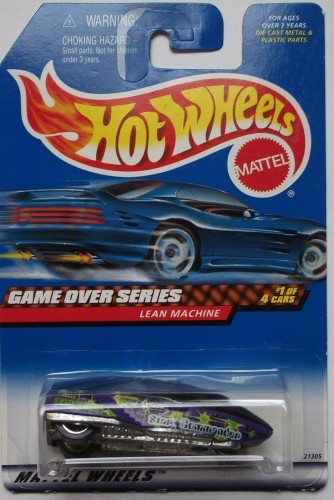 ⚠ WARNING:
CHOKING HAZARD –
Small parts. Not for children
under 3 years.
FOR AGES
OVER 3 YEARS.
DIE CAST METAL &
PLASTIC PARTS.
HOT WHEELS
MATTEL
®
GAME OVER SERIES
#1 OF
4 CARS
LEAN MACHINE
21305
MATTEL WHEELS™